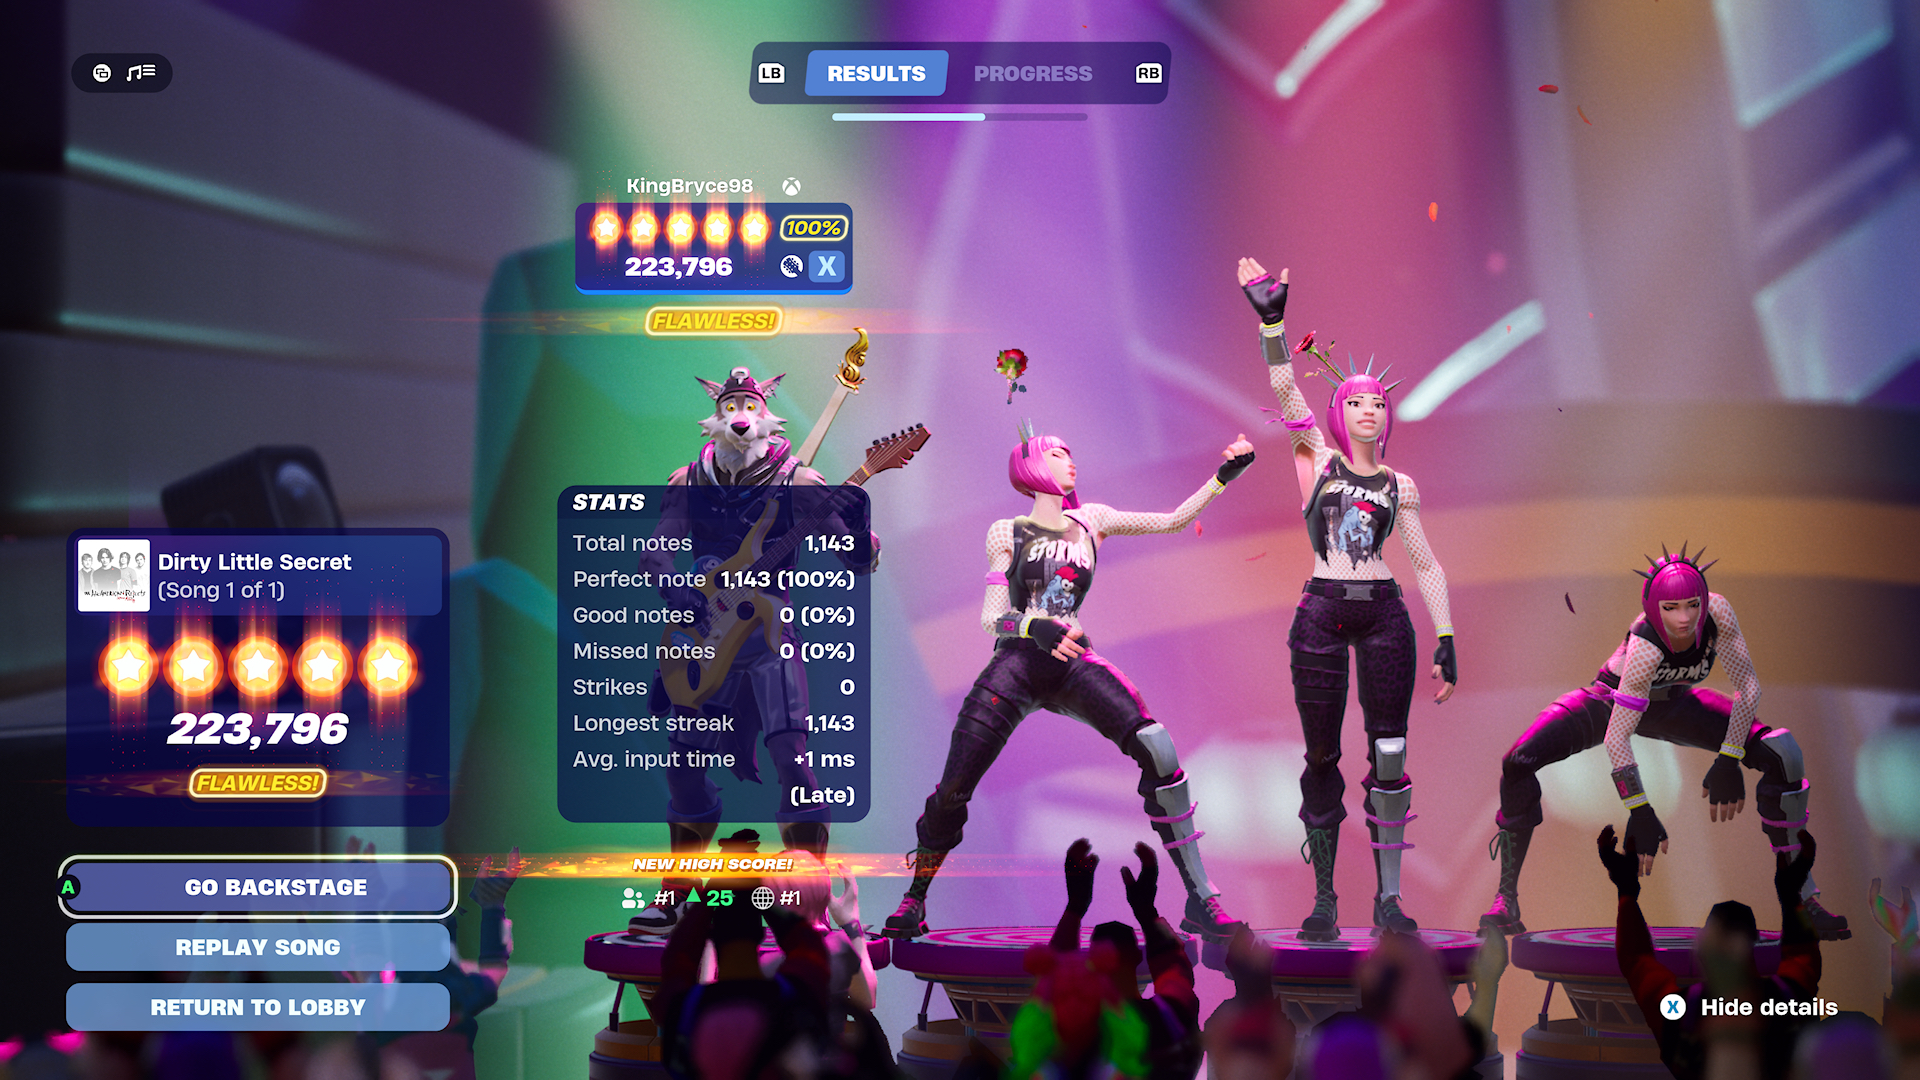 LB
RESULTS
PROGRESS
RB
KingBryce98
100%
223,796
X
FLAWLESS!
STATS
Total notes 1,143
Perfect note 1,143 (100%)
Good notes 0 (0%)
Missed notes 0 (0%)
Strikes 0
Longest streak 1,143
Avg. input time +1 ms
(Late)
NEW HIGH SCORE!
#1 25 #1
Dirty Little Secret
(Song 1 of 1)
223,796
FLAWLESS!
A GO BACKSTAGE
REPLAY SONG
RETURN TO LOBBY
STORMS
STORMS
STORMS
X Hide details